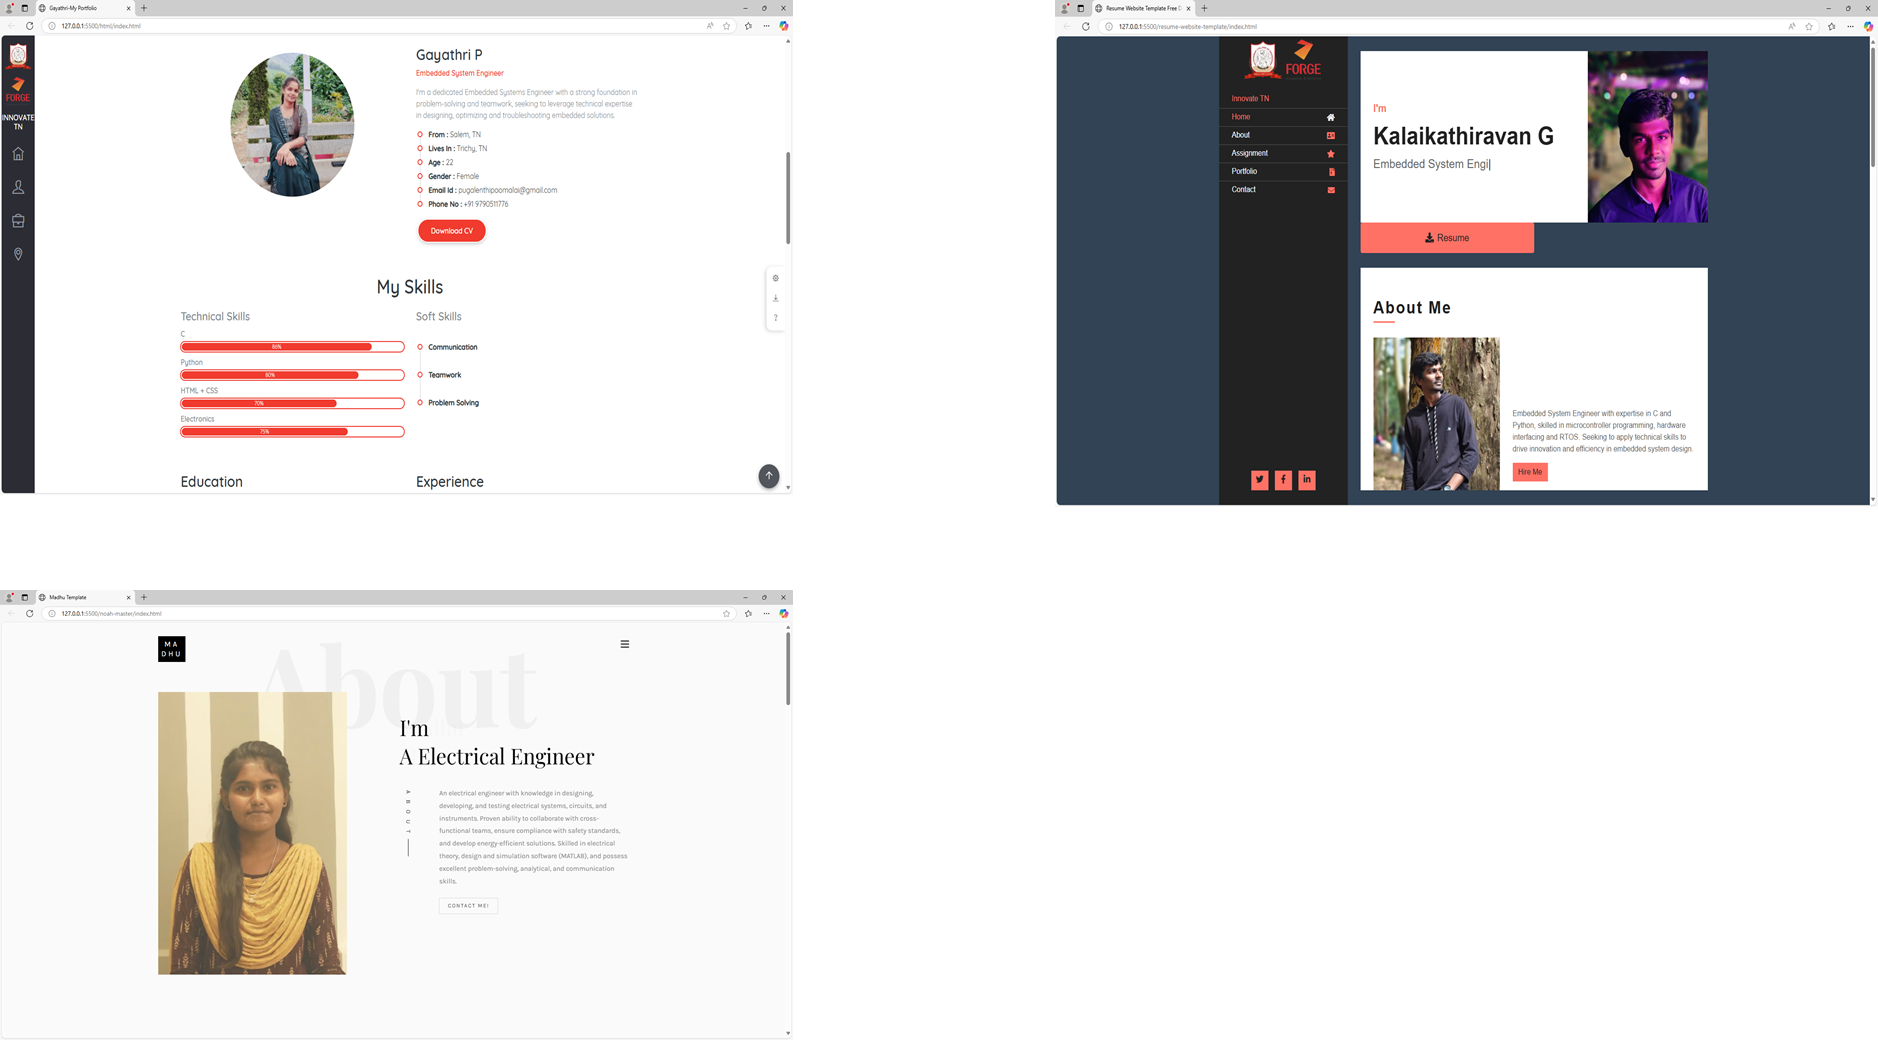 Gayathri-My Portfolio
127.0.0.1:5500/html/index.html
FORGE
INNOVATE
TN
Gayathri P
Embedded System Engineer
I'm a dedicated Embedded Systems Engineer with a strong foundation in
problem-solving and teamwork, seeking to leverage technical expertise
in designing, optimizing and troubleshooting embedded solutions.
From : Salem, TN
Lives In : Trichy, TN
Age : 22
Gender : Female
Email Id : pugalenthipoomalai@gmail.com
Phone No : +91 9790511776
Download CV
My Skills
Technical Skills
C
86%
Python
80%
HTML + CSS
70%
Electronics
75%
Soft Skills
Communication
Teamwork
Problem Solving
Education
Experience
Resume Website Template Free D
127.0.0.1:5500/resume-website-template/index.html
FORGE
Innovate TN
Home
About
Assignment
Portfolio
Contact
I'm
Kalaikathiravan G
Embedded System Engi|
Resume
About Me
Embedded System Engineer with expertise in C and
Python, skilled in microcontroller programming, hardware
interfacing and RTOS. Seeking to apply technical skills to
drive innovation and efficiency in embedded system design.
Hire Me
Madhu Template
127.0.0.1:5500/noah-master/index.html
MA
DHU
About
I'm
A Electrical Engineer
ABOUT
An electrical engineer with knowledge in designing,
developing, and testing electrical systems, circuits, and
instruments. Proven ability to collaborate with cross-
functional teams, ensure compliance with safety standards,
and develop energy-efficient solutions. Skilled in electrical
theory, design and simulation software (MATLAB), and possess
excellent problem-solving, analytical, and communication
skills.
CONTACT ME!